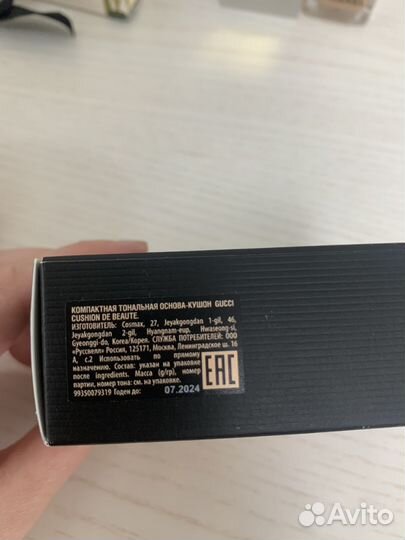 КОМПАКТНАЯ ТОНАЛЬНАЯ ОСНОВА-КУШОН GUCCI
CUSHION DE BEAUTE.
ИЗГОТОВИТЕЛЬ: Cosmax, 27, Jeyakgongdan 1-gil, 46,
Jeyakgongdan 2-gil, Hyangnam-eup, Hwaseong-si,
Gyeonggi-do, Korea/Корея. СЛУЖБА ПОТРЕБИТЕЛЕЙ: ООО
«Руссвелл» Россия, 125171, Москва, Ленинградское ш. 16
А, с.2 Использовать по прямому
назначению. Состав: указан на упаковке
после ingredients. Масса (g/гр), номер
партии, номер тона: см. на упаковке.
99350079319 Годен до: 07.2024
EAC
Avito